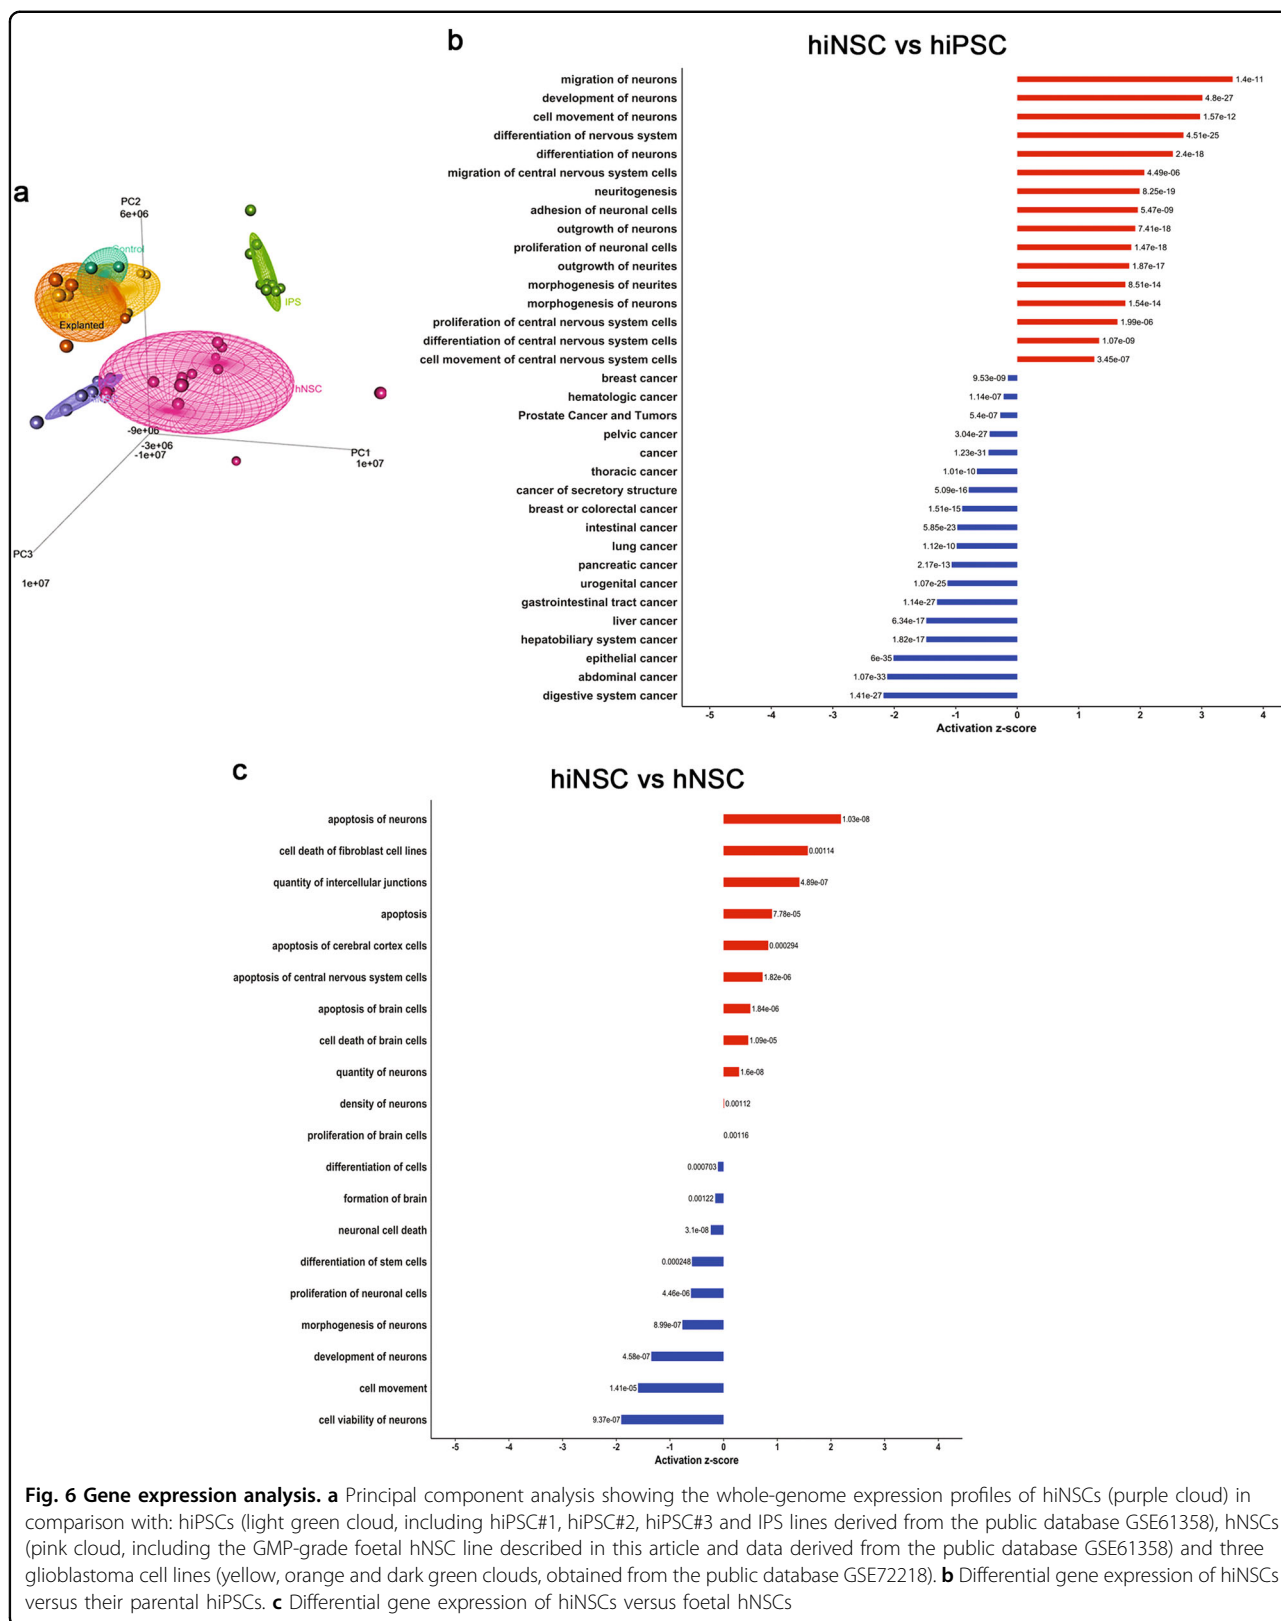 a
PC2
6e+06
Control
Explanted
IPS
hNSC
-9e+06
-3e+06
-1e+07
PC1
1e+07
PC3
1e+07
b
hiNSC vs hiPSC
migration of neurons 1.4e-11
development of neurons 4.8e-27
cell movement of neurons 1.57e-12
differentiation of nervous system 4.51e-25
differentiation of neurons 2.4e-18
migration of central nervous system cells 4.49e-06
neuritogenesis 8.25e-19
adhesion of neuronal cells 5.47e-09
outgrowth of neurons 7.41e-18
proliferation of neuronal cells 1.47e-18
outgrowth of neurites 1.87e-17
morphogenesis of neurites 8.51e-14
morphogenesis of neurons 1.54e-14
proliferation of central nervous system cells 1.99e-06
differentiation of central nervous system cells 1.07e-09
cell movement of central nervous system cells 3.45e-07
breast cancer 9.53e-09
hematologic cancer 1.14e-07
Prostate Cancer and Tumors 5.4e-07
pelvic cancer 3.04e-27
cancer 1.23e-31
thoracic cancer 1.01e-10
cancer of secretory structure 5.09e-16
breast or colorectal cancer 1.51e-15
intestinal cancer 5.85e-23
lung cancer 1.12e-10
pancreatic cancer 2.17e-13
urogenital cancer 1.07e-25
gastrointestinal tract cancer 1.14e-27
liver cancer 6.34e-17
hepatobiliary system cancer 1.82e-17
epithelial cancer 6e-35
abdominal cancer 1.07e-33
digestive system cancer 1.41e-27
-5 -4 -3 -2 -1 0 1 2 3 4
Activation z-score
c
hiNSC vs hNSC
apoptosis of neurons 1.03e-08
cell death of fibroblast cell lines 0.00114
quantity of intercellular junctions 4.89e-07
apoptosis 7.78e-05
apoptosis of cerebral cortex cells 0.000294
apoptosis of central nervous system cells 1.82e-06
apoptosis of brain cells 1.84e-06
cell death of brain cells 1.09e-05
quantity of neurons 1.6e-08
density of neurons 0.00112
proliferation of brain cells 0.00116
differentiation of cells 0.000703
formation of brain 0.00122
neuronal cell death 3.1e-08
differentiation of stem cells 0.000248
proliferation of neuronal cells 4.46e-06
morphogenesis of neurons 8.99e-07
development of neurons 4.58e-07
cell movement 1.41e-05
cell viability of neurons 9.37e-07
-5 -4 -3 -2 -1 0 1 2 3 4
Activation z-score
Fig. 6 Gene expression analysis. a Principal component analysis showing the whole-genome expression profiles of hiNSCs (purple cloud) in
comparison with: hiPSCs (light green cloud, including hiPSC#1, hiPSC#2, hiPSC#3 and IPS lines derived from the public database GSE61358), hNSCs
(pink cloud, including the GMP-grade foetal hNSC line described in this article and data derived from the public database GSE61358) and three
glioblastoma cell lines (yellow, orange and dark green clouds, obtained from the public database GSE72218). b Differential gene expression of hiNSCs
versus their parental hiPSCs. c Differential gene expression of hiNSCs versus foetal hNSCs